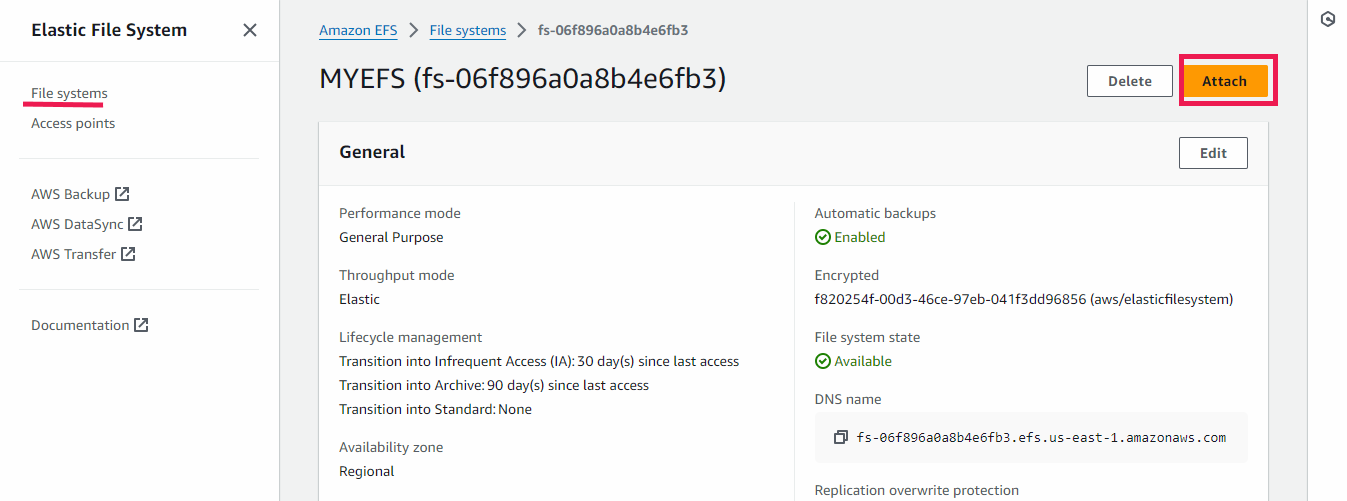 Elastic File System
File systems
Access points
AWS Backup
AWS DataSync
AWS Transfer
Documentation
Amazon EFS > File systems > fs-06f896a0a8b4e6fb3
MYEFS (fs-06f896a0a8b4e6fb3)
Delete
Attach
General
Edit
Performance mode
General Purpose
Throughput mode
Elastic
Lifecycle management
Transition into Infrequent Access (IA): 30 day(s) since last access
Transition into Archive: 90 day(s) since last access
Transition into Standard: None
Availability zone
Regional
Automatic backups
Enabled
Encrypted
f820254f-00d3-46ce-97eb-041f3dd96856 (aws/elasticfilesystem)
File system state
Available
DNS name
fs-06f896a0a8b4e6fb3.efs.us-east-1.amazonaws.com
Replication overwrite protection